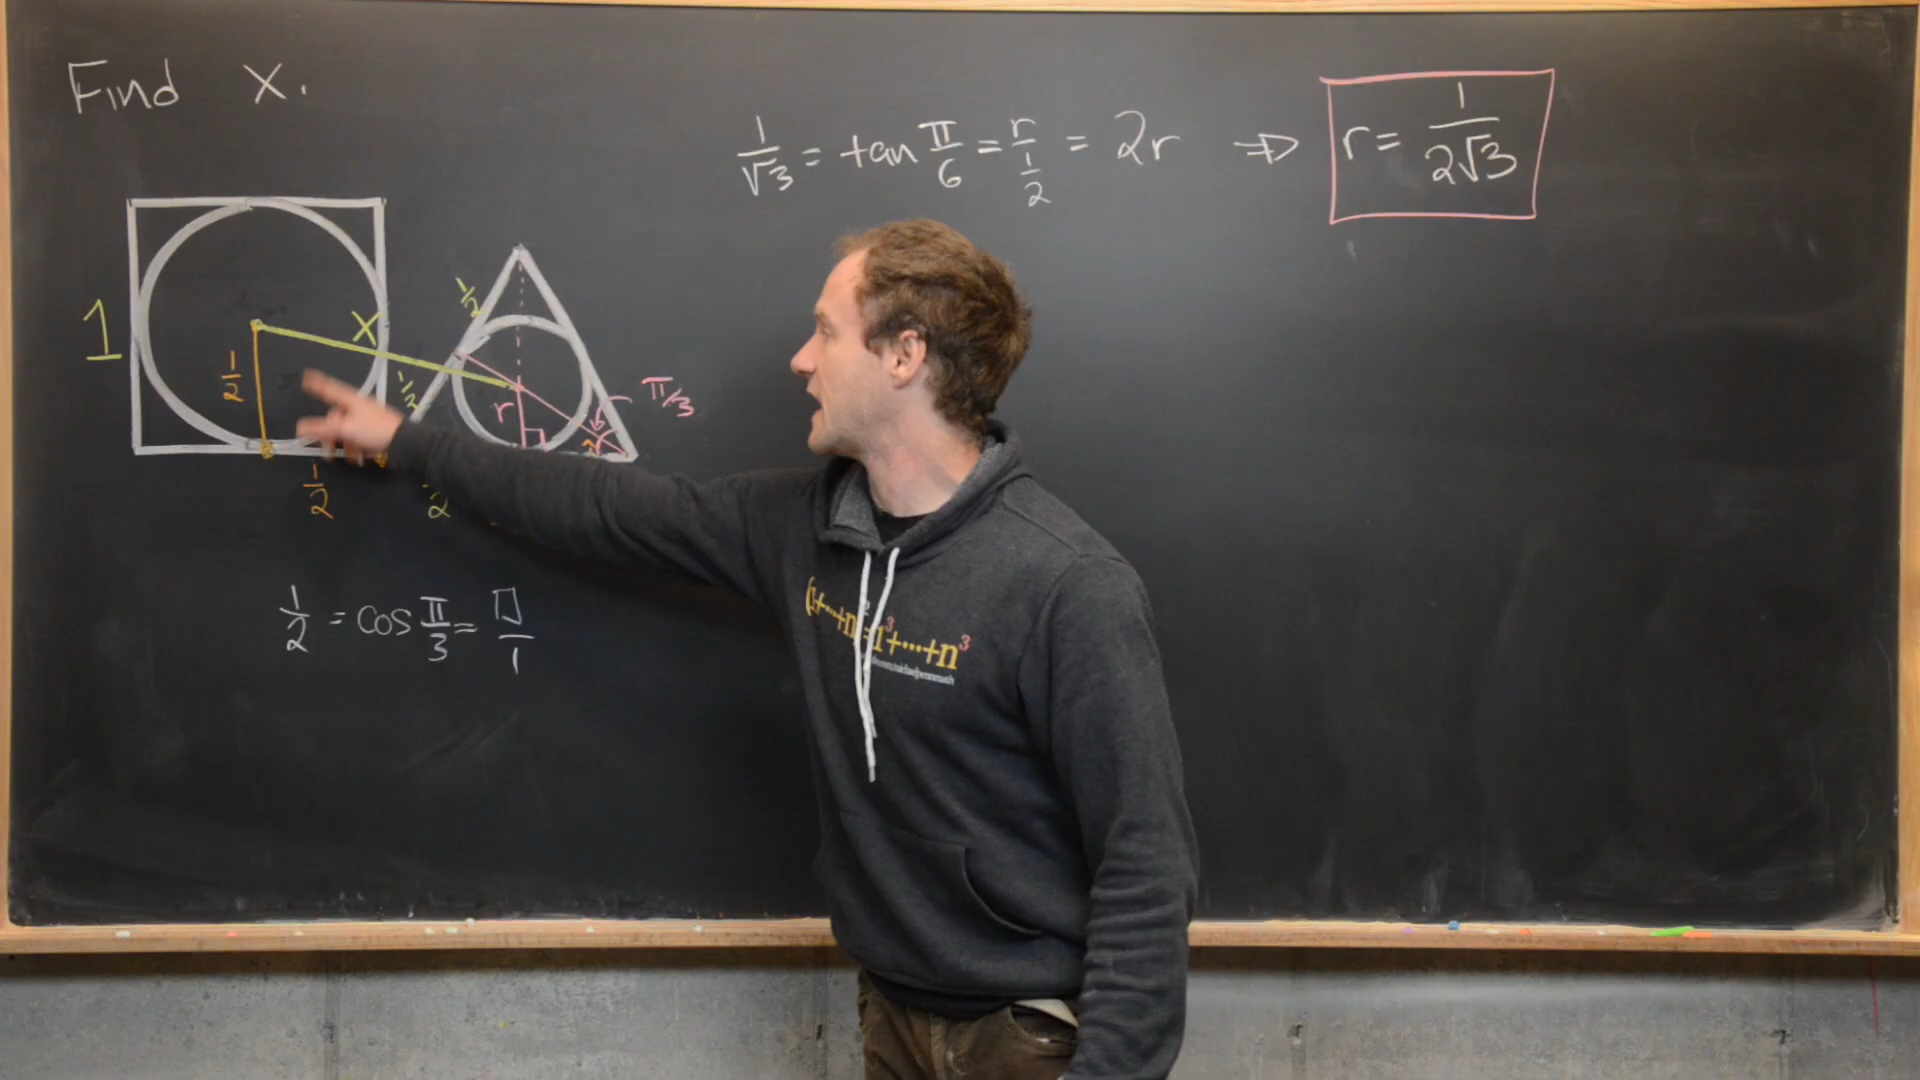 Find x.
1/√3 = tan π/6 = r/(1/2) = 2r ⇒ r = 1/(2√3)
1
x
1/2
1/2
1/2
r
π/3
1/2
1/2 = cos π/3 = □/1